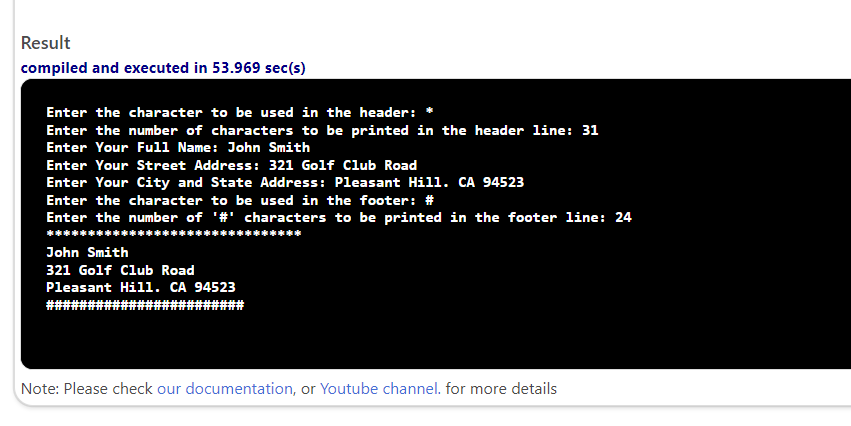 Result
compiled and executed in 53.969 sec(s)
Enter the character to be used in the header: *
Enter the number of characters to be printed in the header line: 31
Enter Your Full Name: John Smith
Enter Your Street Address: 321 Golf Club Road
Enter Your City and State Address: Pleasant Hill. CA 94523
Enter the character to be used in the footer: #
Enter the number of '#' characters to be printed in the footer line: 24
*******************************
John Smith
321 Golf Club Road
Pleasant Hill. CA 94523
########################
Note: Please check our documentation, or Youtube channel. for more details